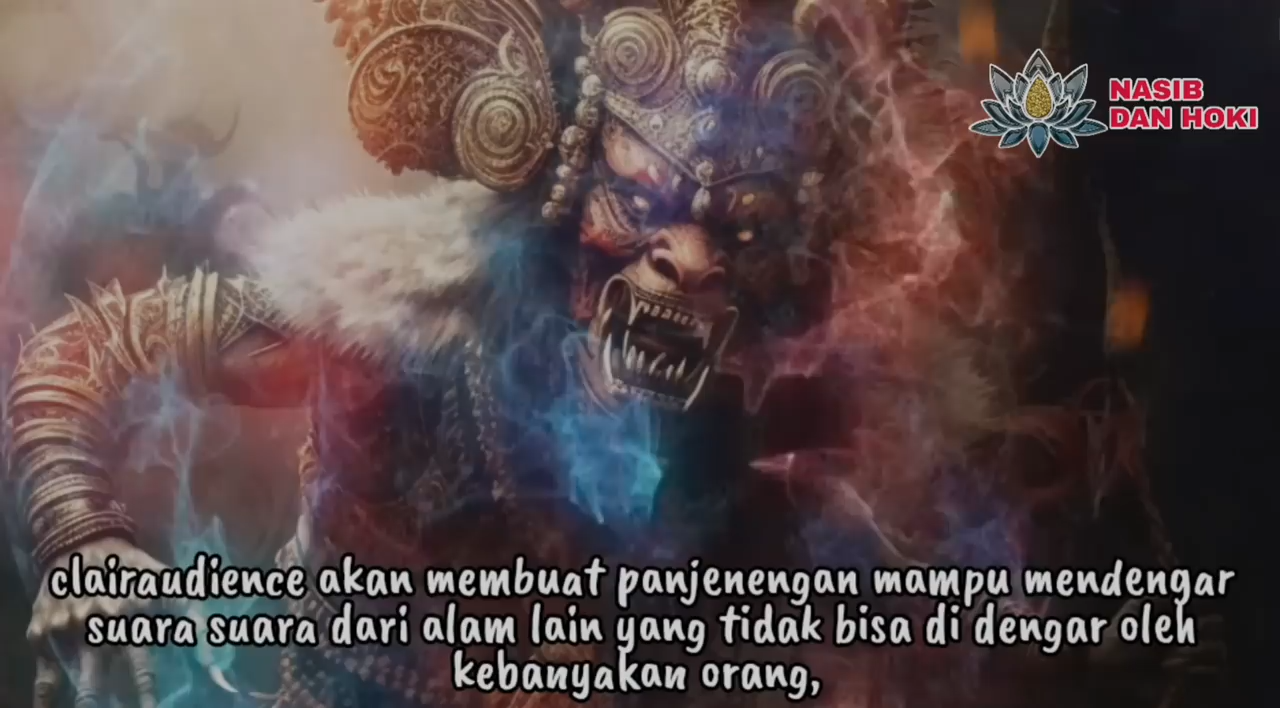 NASIB
DAN HOKI
clairaudience akan membuat panjenengan mampu mendengar
suara suara dari alam lain yang tidak bisa di dengar oleh
kebanyakan orang,